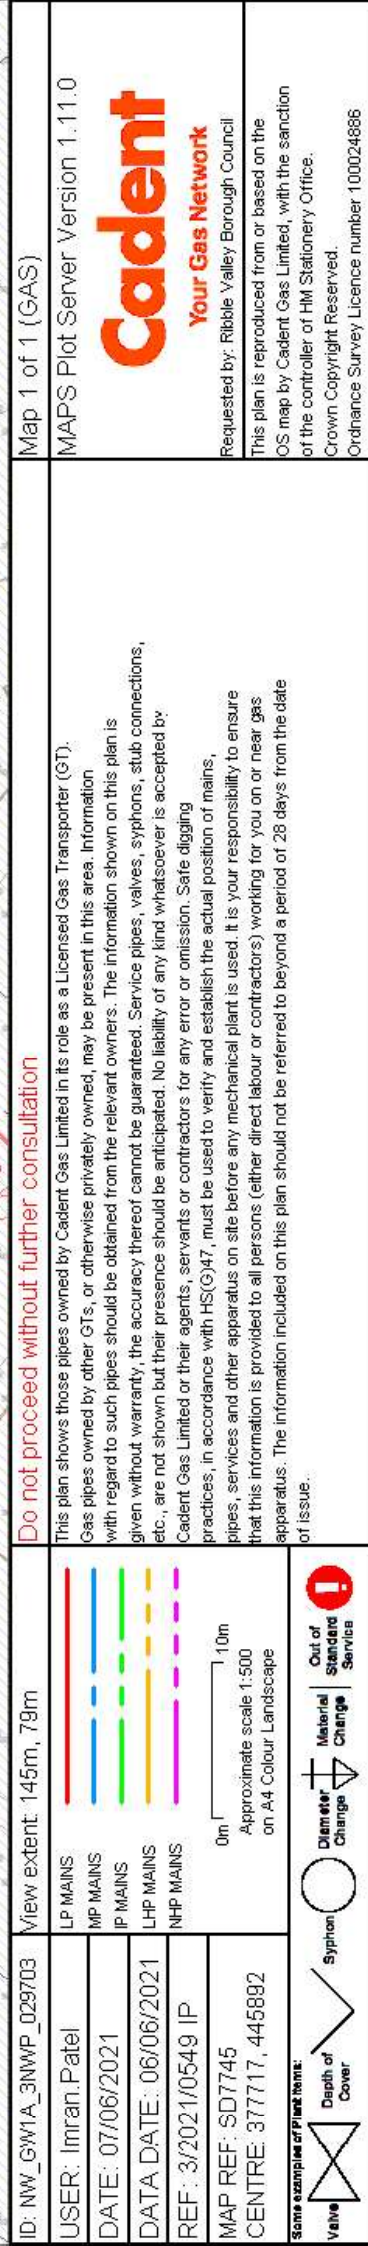 ID: NW_GW1A_3NWP_029703
USER: Imran.Patel
DATE: 07/06/2021
DATA DATE: 06/06/2021
REF: 3/2021/0549 IP
MAP REF: SD7745
CENTRE: 377717, 445892
View extent: 145m, 79m
LP MAINS
MP MAINS
IP MAINS
LHP MAINS
NHP MAINS
0m 10m
Approximate scale 1:500
on A4 Colour Landscape
Some examples of Plant Items:
Valve
Depth of
Cover
Syphon
Diameter
Change
Material
Change
Out of
Standard
Service
Do not proceed without further consultation
This plan shows those pipes owned by Cadent Gas Limited in its role as a Licensed Gas Transporter (GT).
Gas pipes owned by other GTs, or otherwise privately owned, may be present in this area. Information
with regard to such pipes should be obtained from the relevant owners. The information shown on this plan is
given without warranty, the accuracy thereof cannot be guaranteed. Service pipes, valves, syphons, stub connections,
etc., are not shown but their presence should be anticipated. No liability of any kind whatsoever is accepted by
Cadent Gas Limited or their agents, servants or contractors for any error or omission. Safe digging
practices, in accordance with HS(G)47, must be used to verify and establish the actual position of mains,
pipes, services and other apparatus on site before any mechanical plant is used. It is your responsibility to ensure
that this information is provided to all persons (either direct labour or contractors) working for you on or near gas
apparatus. The information included on this plan should not be referred to beyond a period of 28 days from the date
of issue.
Map 1 of 1 (GAS)
MAPS Plot Server Version 1.11.0
Cadent
Your Gas Network
Requested by: Ribble Valley Borough Council
This plan is reproduced from or based on the
OS map by Cadent Gas Limited, with the sanction
of the controller of HM Stationery Office.
Crown Copyright Reserved.
Ordnance Survey Licence number 100024886